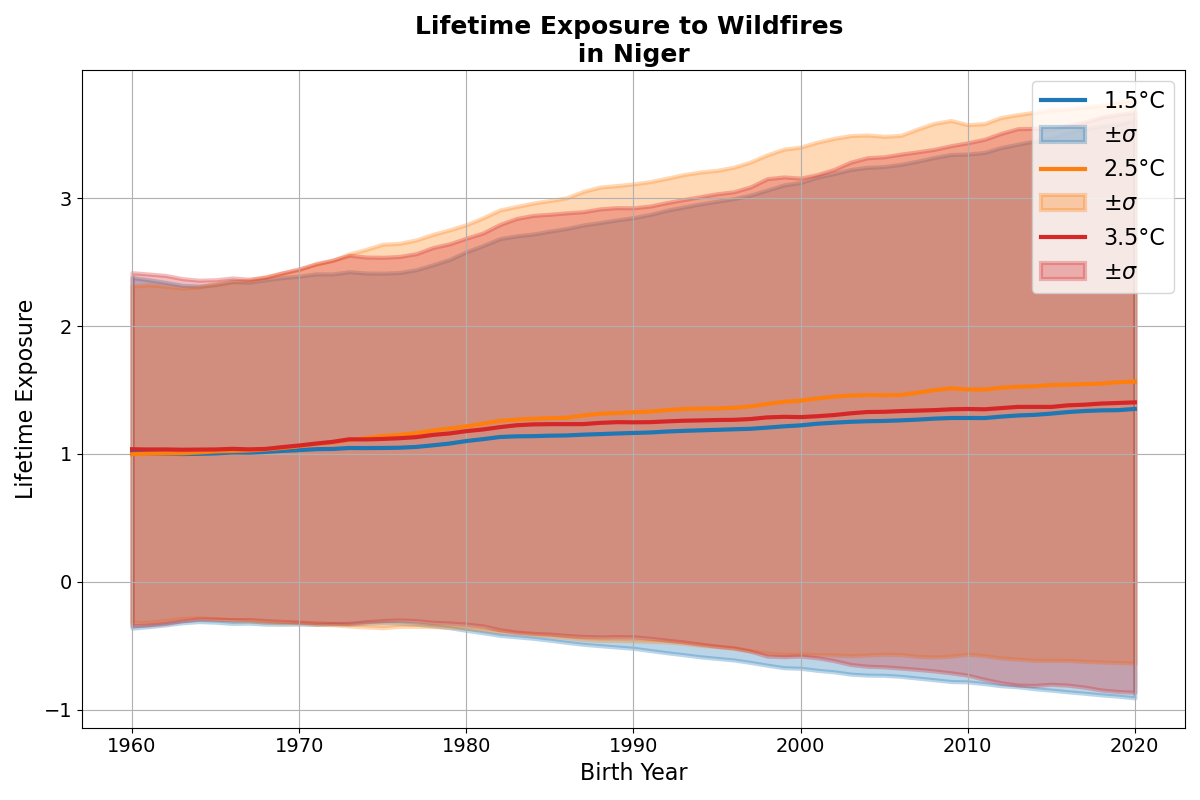 Lifetime Exposure to Wildfires
in Niger
Lifetime Exposure
3
2
1
0
−1
1960 1970 1980 1990 2000 2010 2020
Birth Year
1.5°C
±σ
2.5°C
±σ
3.5°C
±σ